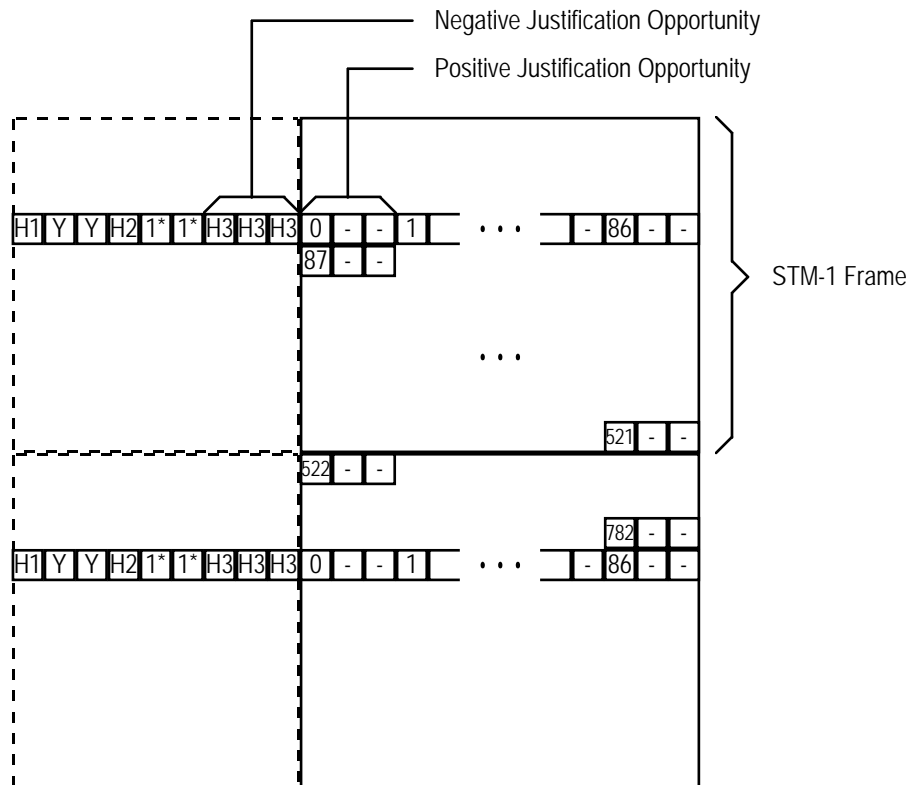 Negative Justification Opportunity
Positive Justification Opportunity
H1 Y Y H2 1* 1* H3 H3 H3 0 - - 1 • • • - 86 - -
87 - -
STM-1 Frame
• • •
521 - -
522 - -
782 - -
H1 Y Y H2 1* 1* H3 H3 H3 0 - - 1 • • • - 86 - -